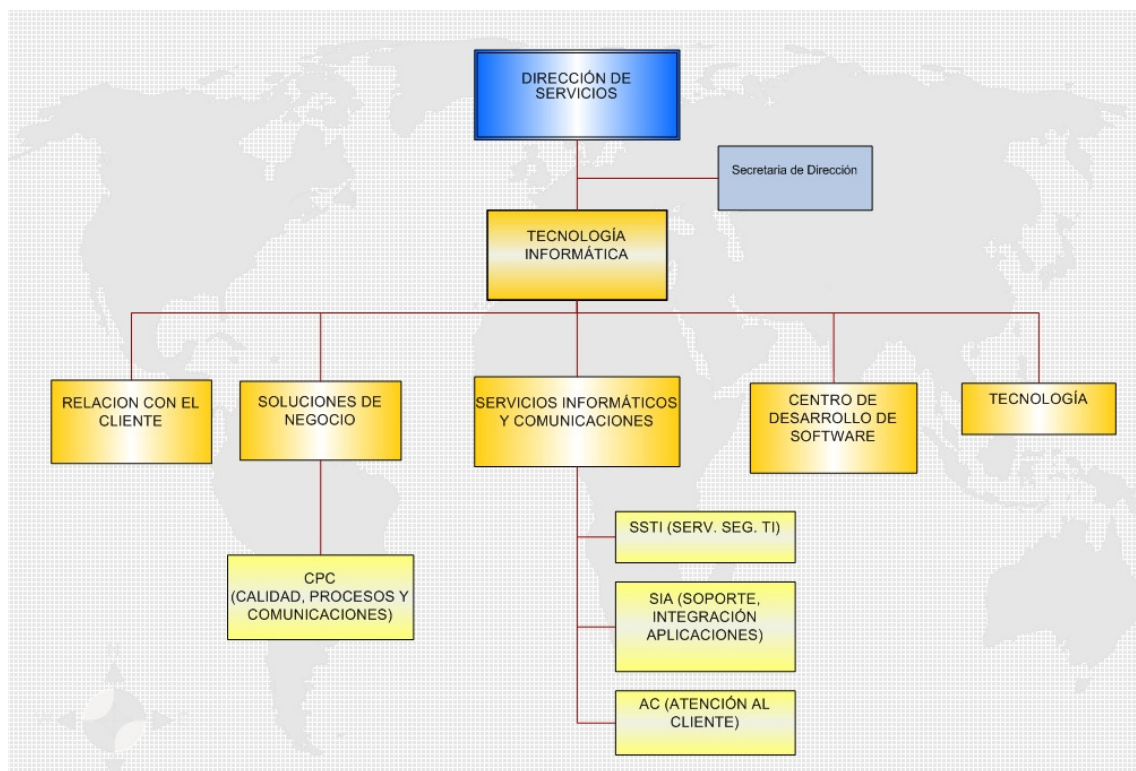 DIRECCIÓN DE
SERVICIOS
Secretaria de Dirección
TECNOLOGÍA
INFORMÁTICA
RELACION CON EL
CLIENTE
SOLUCIONES DE
NEGOCIO
SERVICIOS INFORMÁTICOS
Y COMUNICACIONES
CENTRO DE
DESARROLLO DE
SOFTWARE
TECNOLOGÍA
SSTI (SERV. SEG. TI)
CPC
(CALIDAD, PROCESOS Y
COMUNICACIONES)
SIA (SOPORTE,
INTEGRACIÓN
APLICACIONES)
AC (ATENCIÓN AL
CLIENTE)